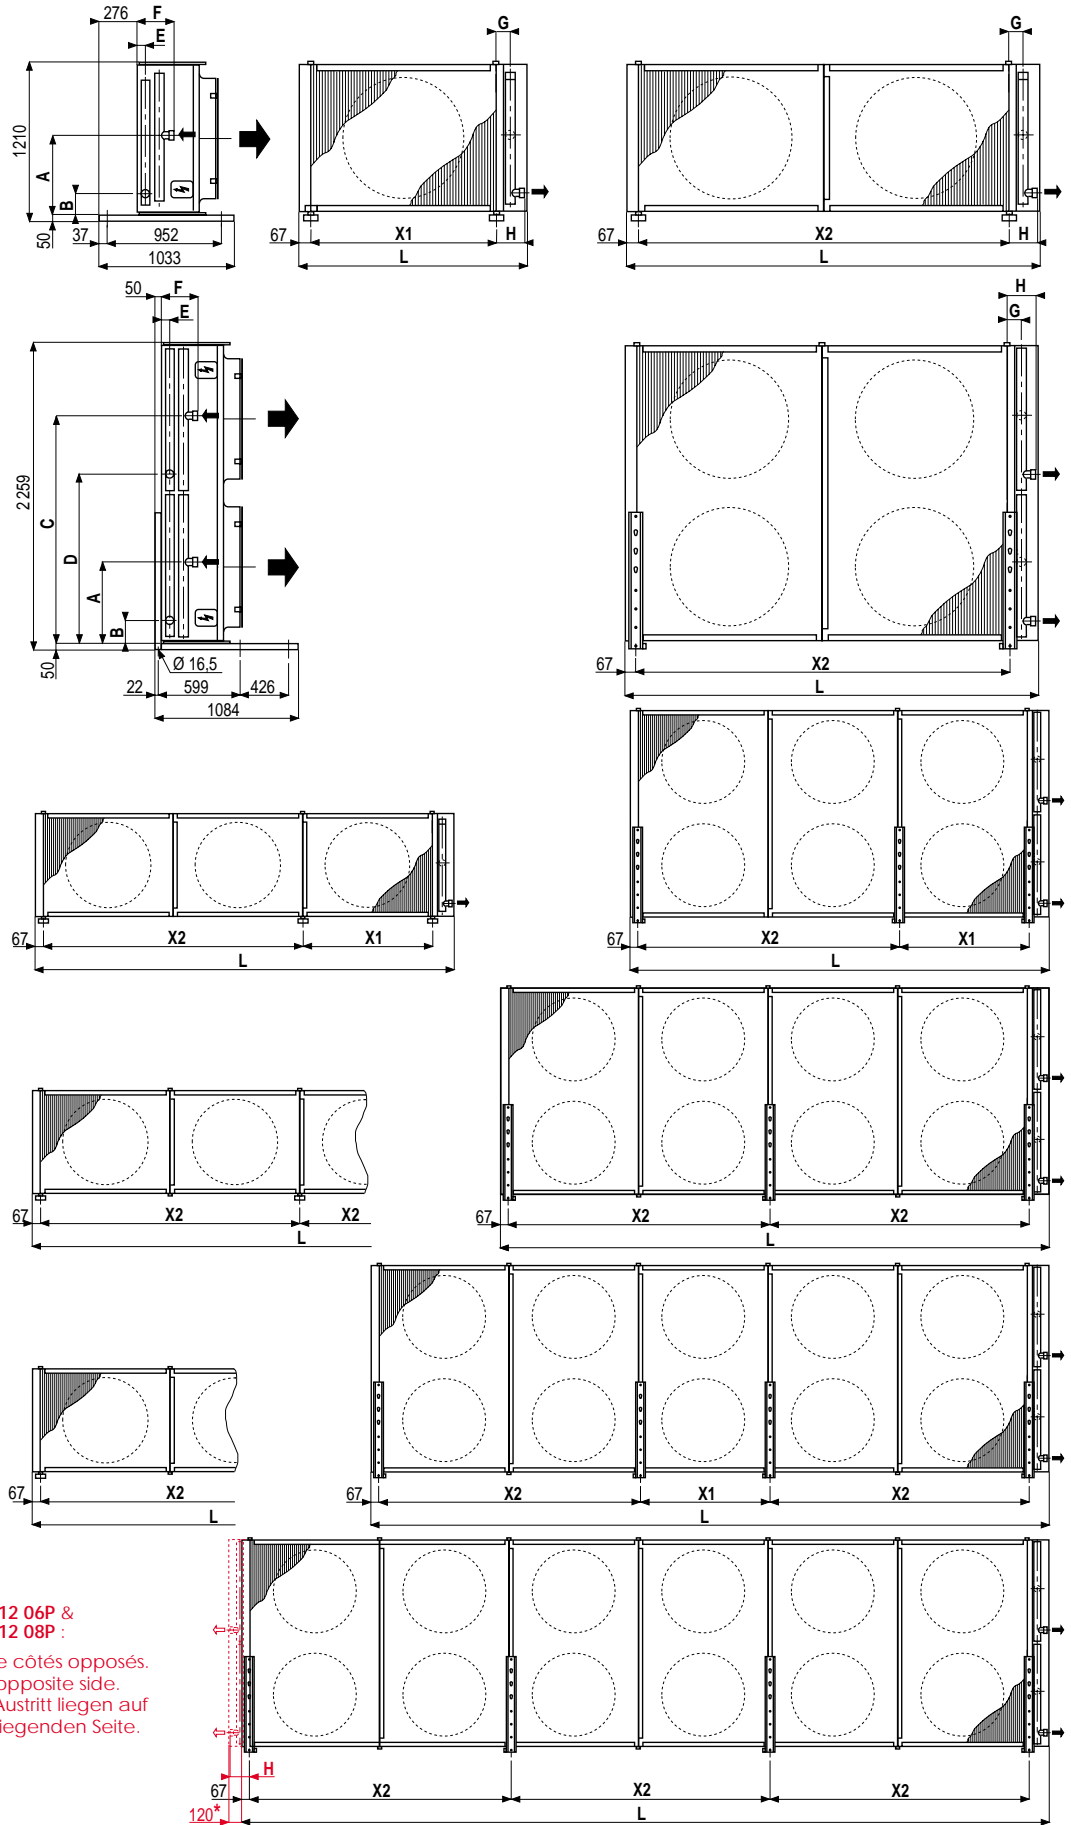 276 F G G
E
1210
A
B
50
37 952
1033
67 X1 H
L
67 X2 H
L
50 F H
E G
2259
C
D
A
B
50
Ø 16,5
22 599 426
1084
67 X2
L
67 X2 X1
L
67 X2 X1
L
67 X2 X2
L
67 X2 X2
L
67 X2
L
67 X2 X1 X2
L
12 06P &
12 08P :
e côtés opposés.
opposite side.
Austritt liegen auf
iegenden Seite.
H
67 X2 X2 X2
120* L